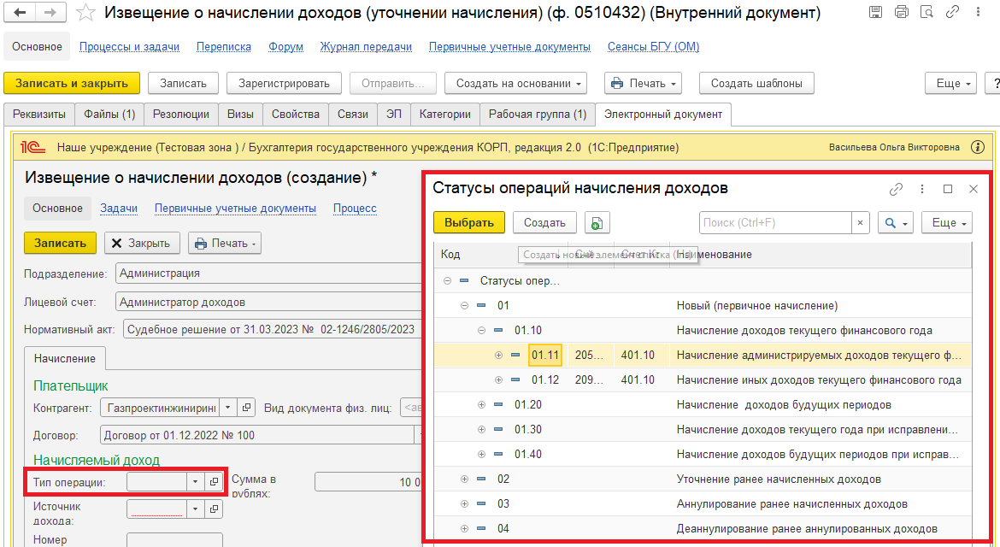 Извещение о начислении доходов (уточнении начисления) (ф. 0510432) (Внутренний документ)
Основное Процессы и задачи Переписка Форум Журнал передачи Первичные учетные документы Сеансы БГУ (ОМ)
Записать и закрыть Записать Зарегистрировать Отправить... Создать на основании Печать Создать шаблоны Еще ?
Реквизиты Файлы (1) Резолюции Визы Свойства Связи ЭП Категории Рабочая группа (1) Электронный документ
1С Наше учреждение (Тестовая зона ) / Бухгалтерия государственного учреждения КОРП, редакция 2.0 (1С:Предприятие) Васильева Ольга Викторовна
Извещение о начислении доходов (создание) *
Основное Задачи Первичные учетные документы Процесс
Записать Закрыть Печать
Подразделение: Администрация
Лицевой счет: Администратор доходов
Нормативный акт: Судебное решение от 31.03.2023 № 02-1246/2805/2023
Начисление
Плательщик
Контрагент: Газпроектинжиниринг Вид документа физ. лиц: <ав
Договор: Договор от 01.12.2022 № 100
Начисляемый доход
Тип операции: Сумма в
рублях: 10 0
Источник
дохода:
Номер
Статусы операций начисления доходов
Выбрать Создать Поиск (Ctrl+F) × Еще
Код Счет Кт Наименование
Создать новый элемент списка (Ins)
Статусы опер...
01 Новый (первичное начисление)
01.10 Начисление доходов текущего финансового года
01.11 205... 401.10 Начисление администрируемых доходов текущего ф...
01.12 209... 401.10 Начисление иных доходов текущего финансового года
01.20 Начисление доходов будущих периодов
01.30 Начисление доходов текущего года при исправлени...
01.40 Начисление доходов будущих периодов при исправ...
02 Уточнение ранее начисленных доходов
03 Аннулирование ранее начисленных доходов
04 Деаннулирование ранее аннулированных доходов